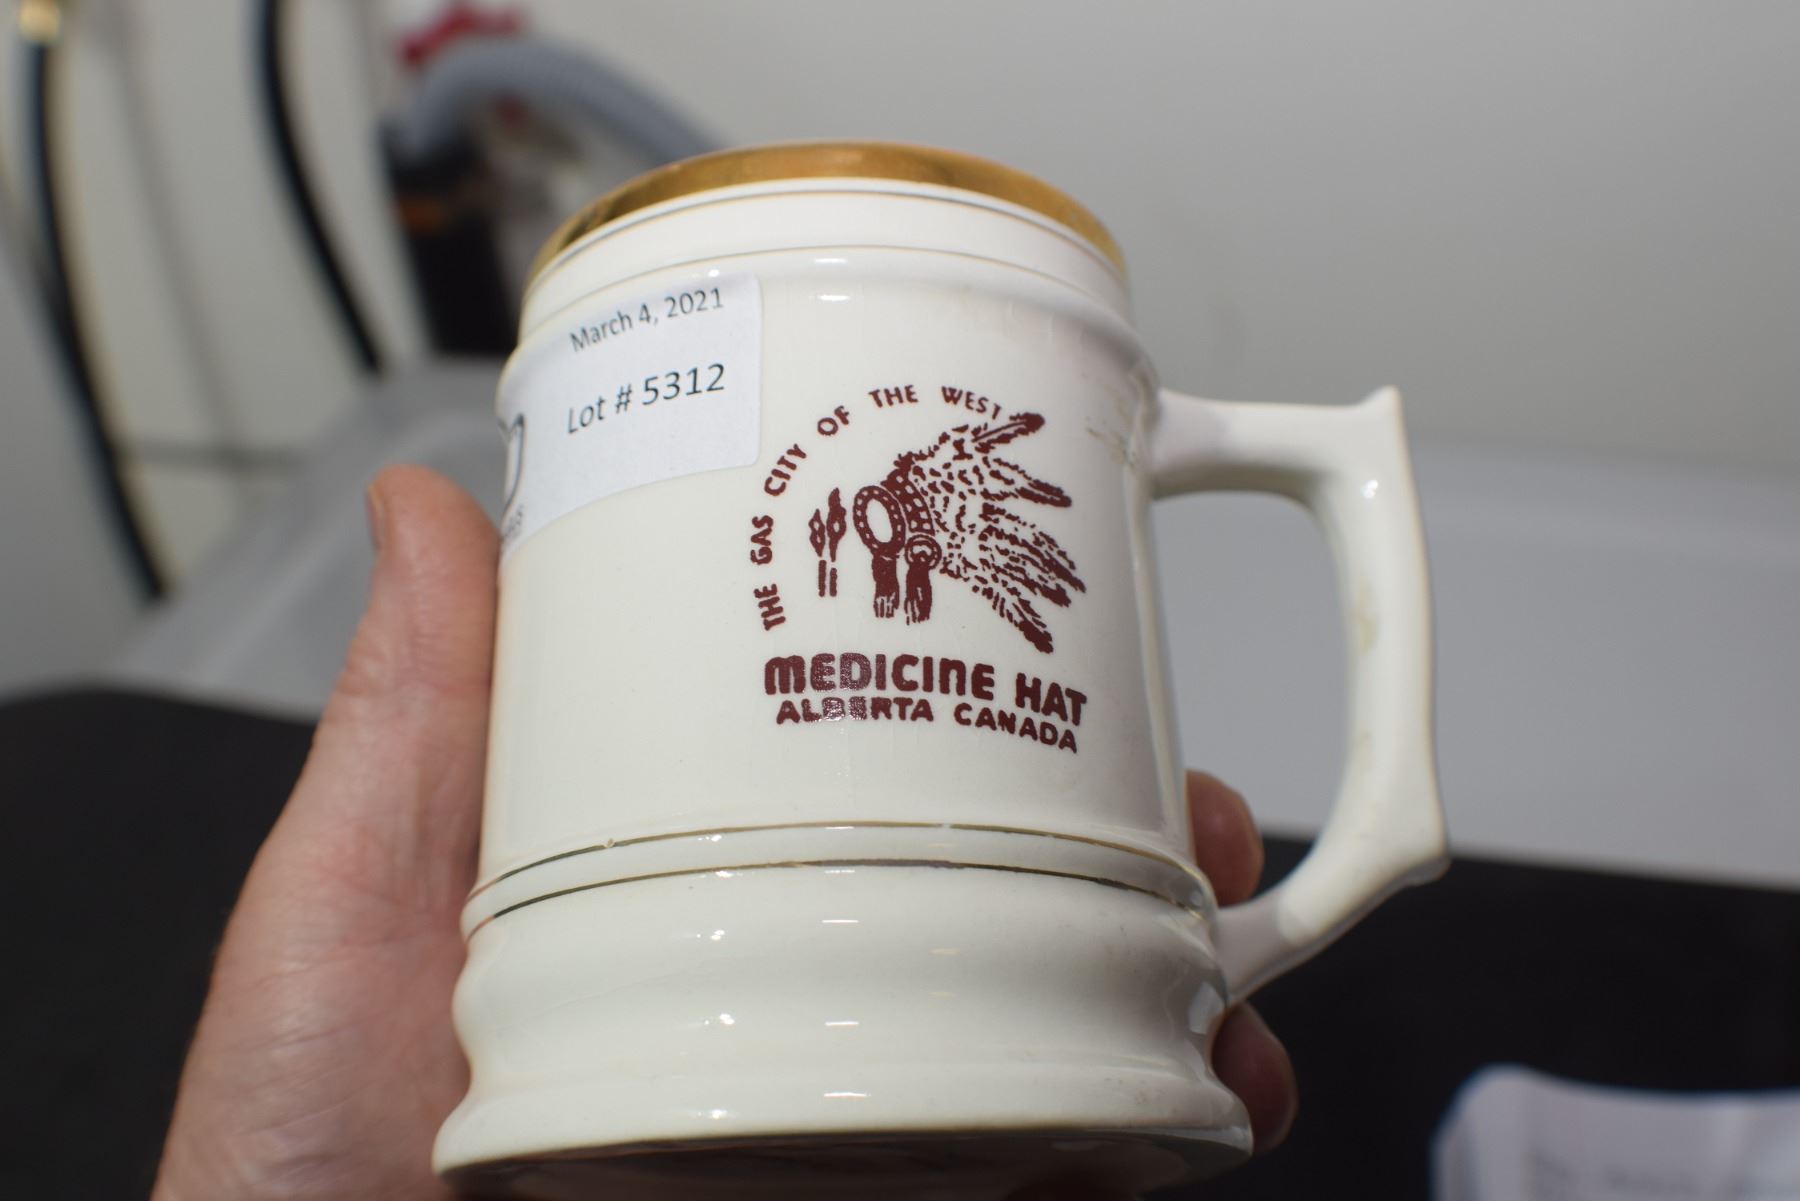 March 4, 2021
Lot # 5312
THE GAS CITY OF THE WEST
MEDICINE HAT
ALBERTA CANADA